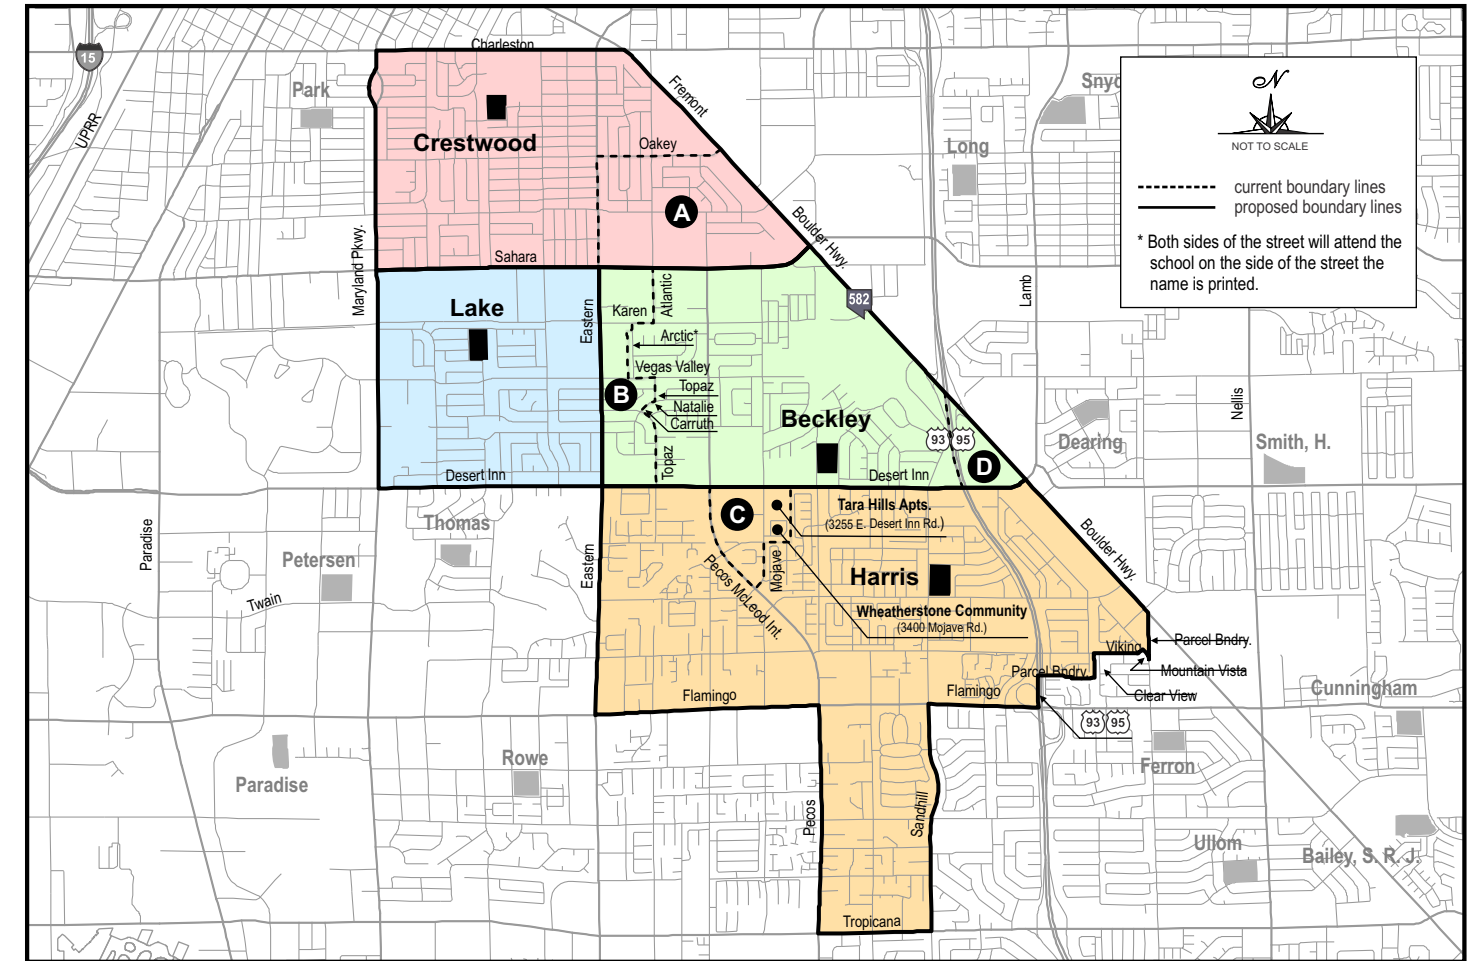 Charleston
15
Park
UPRR
Fremont
Snyd
N
NOT TO SCALE
Crestwood
Oakey
Long
current boundary lines
proposed boundary lines
* Both sides of the street will attend the
school on the side of the street the
name is printed.
A
Boulder Hwy.
Maryland Pkwy.
Sahara
582
Lamb
Lake
Eastern
Karen
Atlantic
Arctic*
Vegas Valley
B
Topaz
Natalie
Carruth
Beckley
Nellis
93
95
Dearing
Smith, H.
Desert Inn
Topaz
Desert Inn
D
C
Tara Hills Apts.
(3255 E. Desert Inn Rd.)
Thomas
Paradise
Petersen
Eastern
Boulder Hwy.
Pecos McLeod Int.
Mojave
Harris
Twain
Wheatherstone Community
(3400 Mojave Rd.)
Viking
Parcel Bndry.
Parcel Bndry.
Mountain Vista
Flamingo
Flamingo
Clear View
Cunningham
93
95
Rowe
Ferron
Paradise
Pecos
Sandhill
Ullom
Bailey, S. R. J.
Tropicana